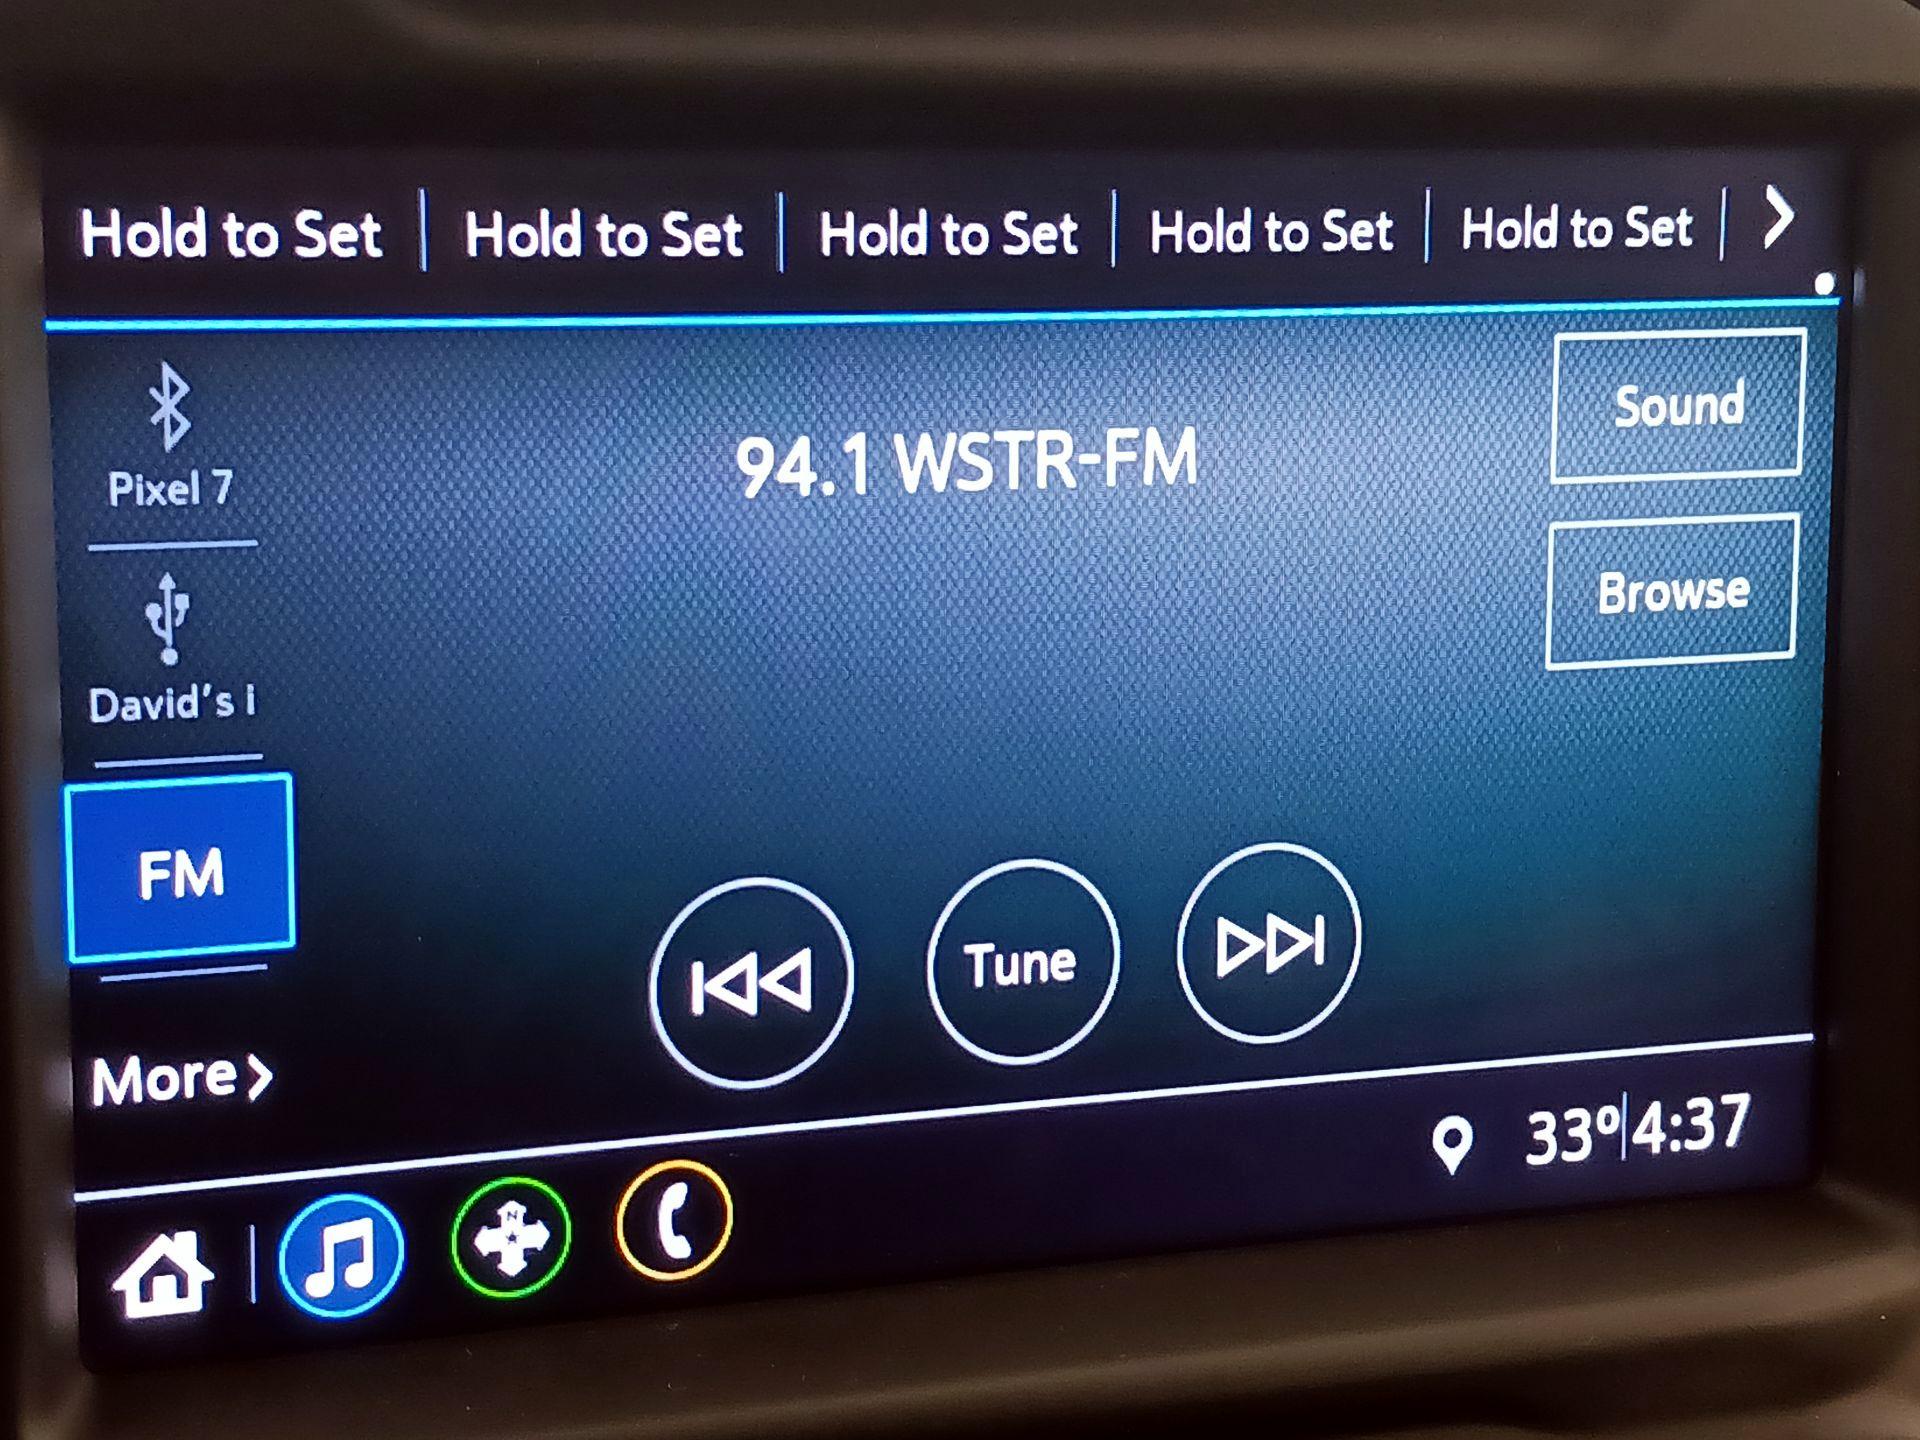 Hold to Set | Hold to Set | Hold to Set | Hold to Set | Hold to Set
Pixel 7
94.1 WSTR-FM
Sound
Browse
David's i
FM
Tune
More
33°|4:37
N